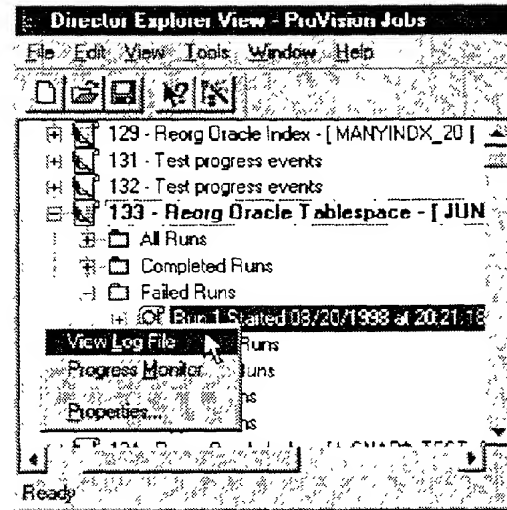 Director Explorer View - ProVision Jobs
File Edit View Tools Window Help
129 - Reorg Oracle Index - [ MANYINDX_20 ]
131 - Test progress events
132 - Test progress events
133 - Reorg Oracle Tablespace - [ JUN
All Runs
Completed Runs
Failed Runs
Run 1 Started 08/20/1998 at 20:21:18
View Log File
Runs
Progress Monitor
uns
ns
Properties...
ns
Ready